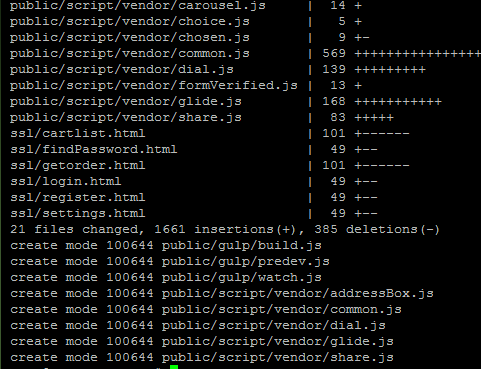 public/script/vendor/carousel.js | 14 +
public/script/vendor/choice.js | 5 +
public/script/vendor/chosen.js | 9 +-
public/script/vendor/common.js | 569 ++++++++++++++++
public/script/vendor/dial.js | 139 +++++++++
public/script/vendor/formVerified.js | 13 +
public/script/vendor/glide.js | 168 +++++++++++
public/script/vendor/share.js | 83 +++++
ssl/cartlist.html | 101 +------
ssl/findPassword.html | 49 +--
ssl/getorder.html | 101 +------
ssl/login.html | 49 +--
ssl/register.html | 49 +--
ssl/settings.html | 49 +--
21 files changed, 1661 insertions(+), 385 deletions(-)
create mode 100644 public/gulp/build.js
create mode 100644 public/gulp/predev.js
create mode 100644 public/gulp/watch.js
create mode 100644 public/script/vendor/addressBox.js
create mode 100644 public/script/vendor/common.js
create mode 100644 public/script/vendor/dial.js
create mode 100644 public/script/vendor/glide.js
create mode 100644 public/script/vendor/share.js